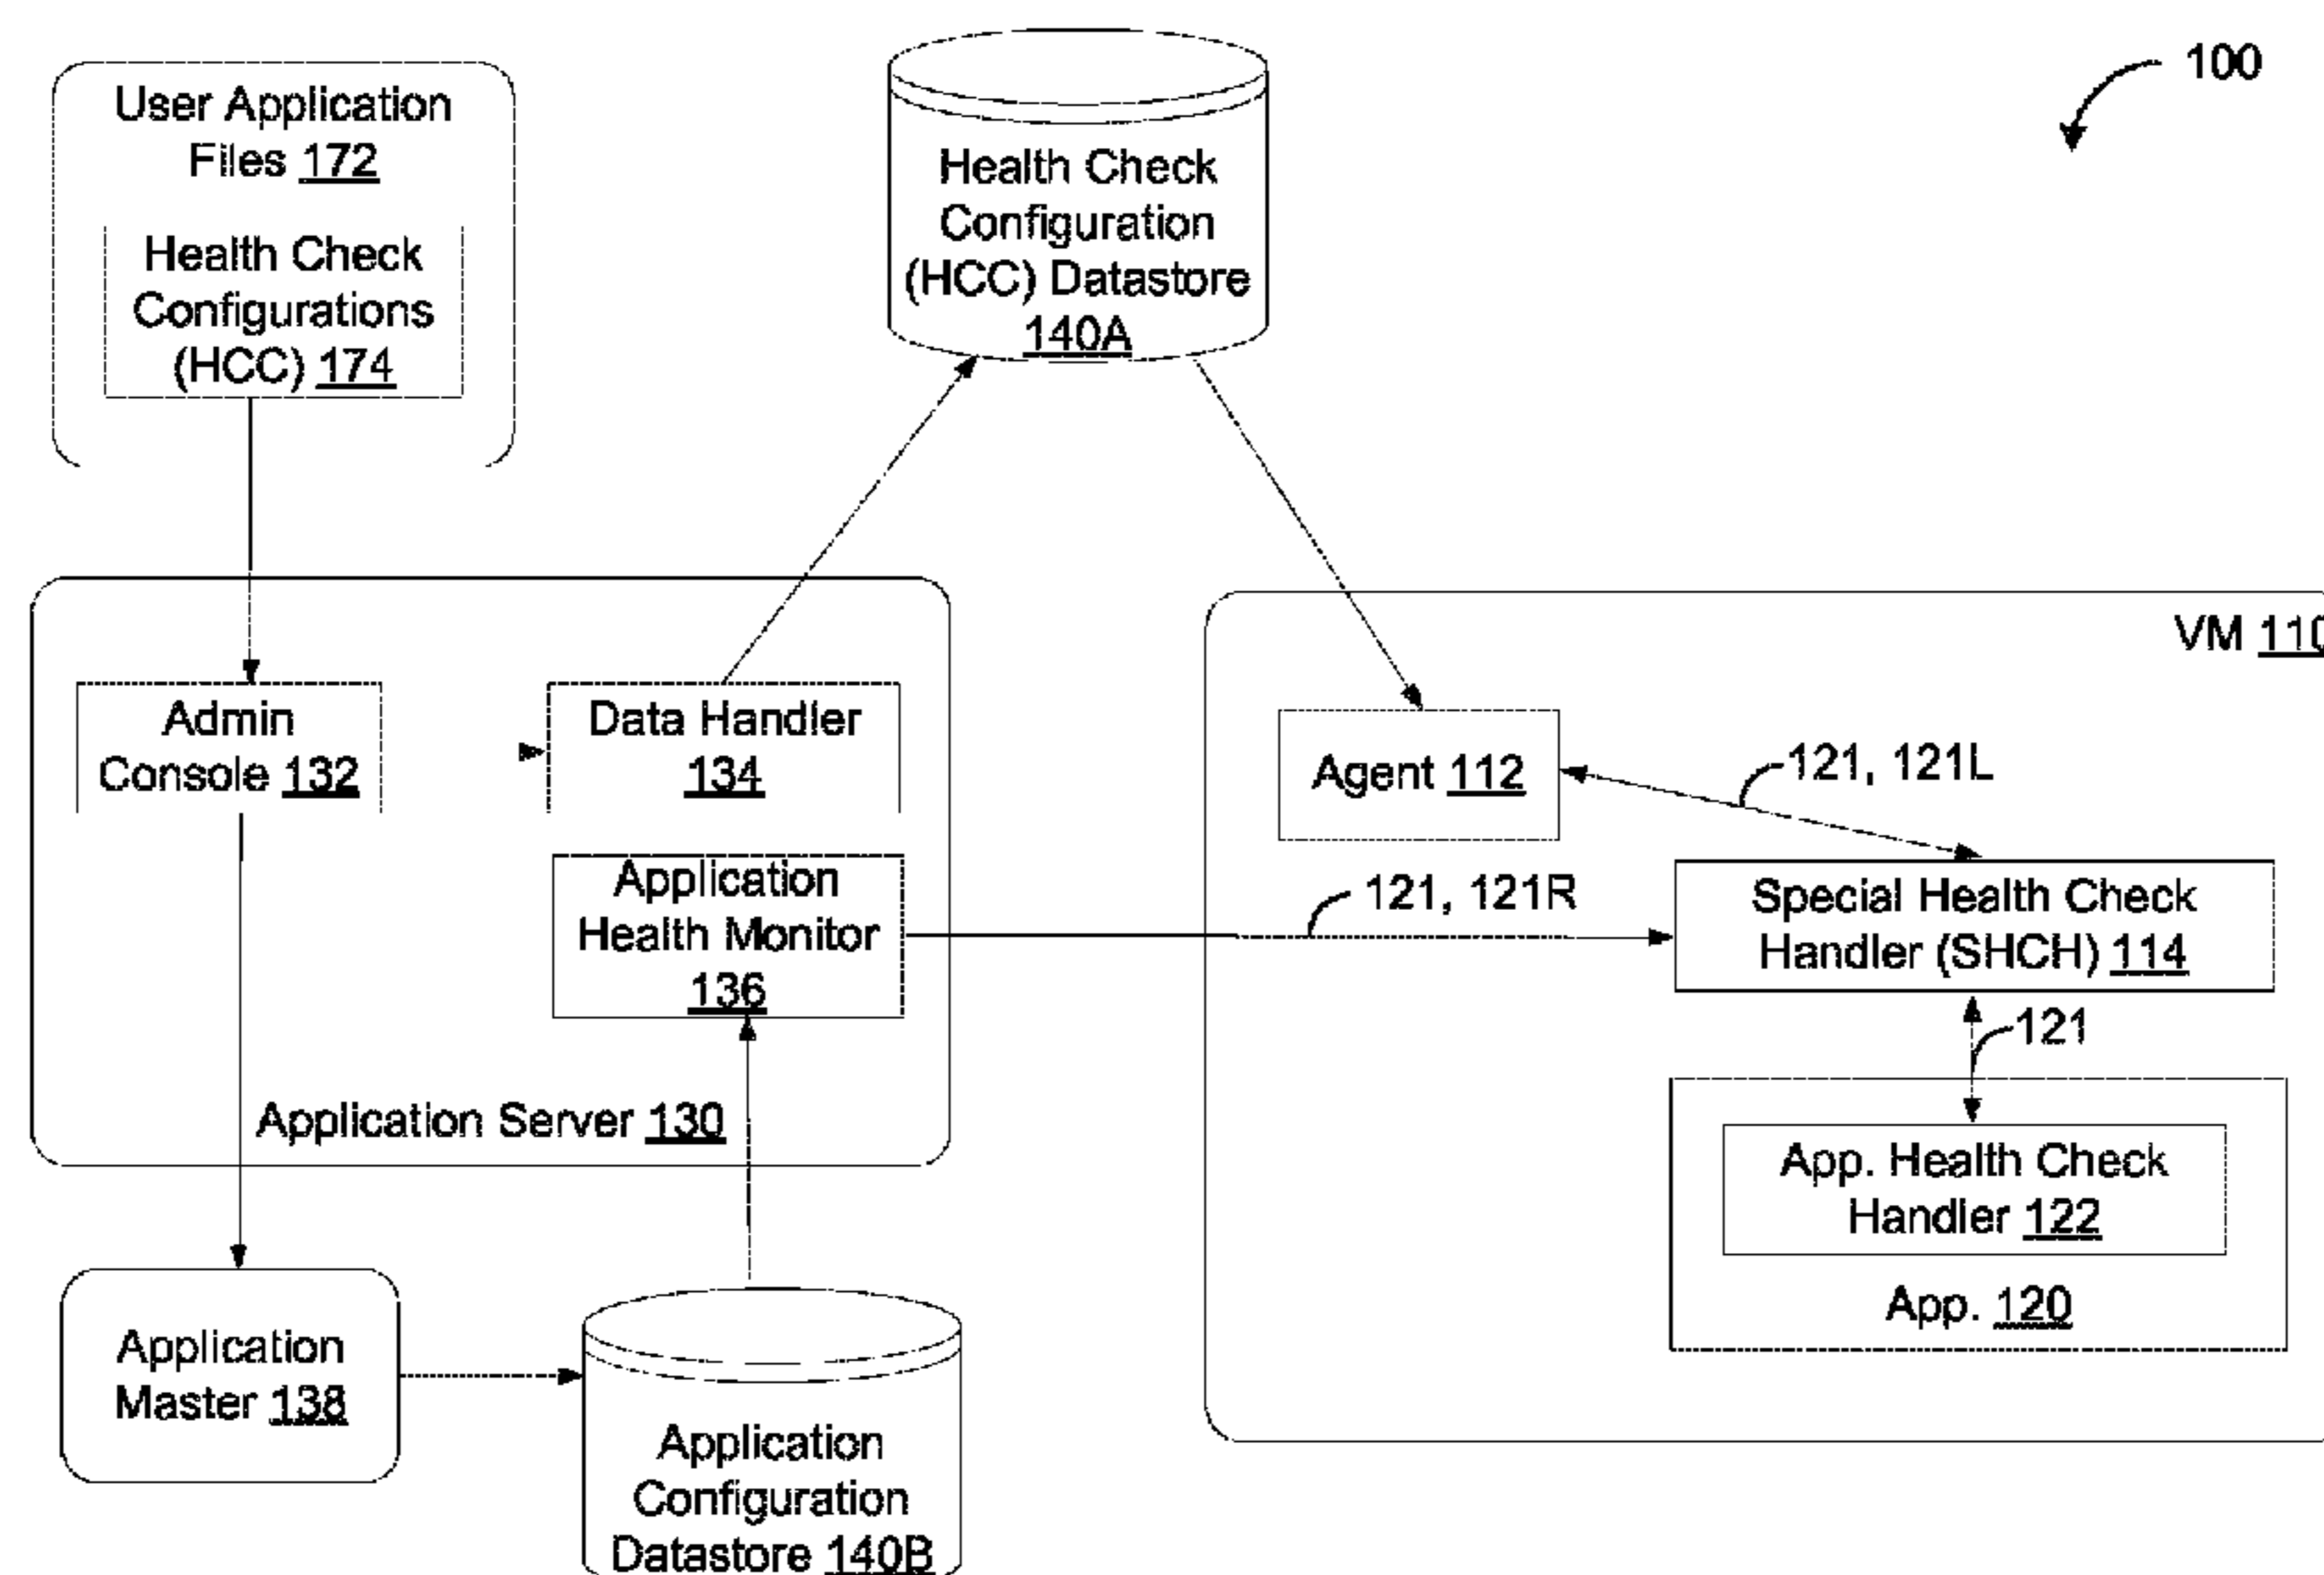 100
User Application
Files 172
Health Check
Configurations
(HCC) 174
Health Check
Configuration
(HCC) Datastore
140A
Admin
Console 132
Data Handler
134
Application
Health Monitor
136
Application Server 130
Application
Master 138
Application
Configuration
Datastore 140B
VM 110
Agent 112
121, 121L
121, 121R
Special Health Check
Handler (SHCH) 114
121
App. Health Check
Handler 122
App. 120